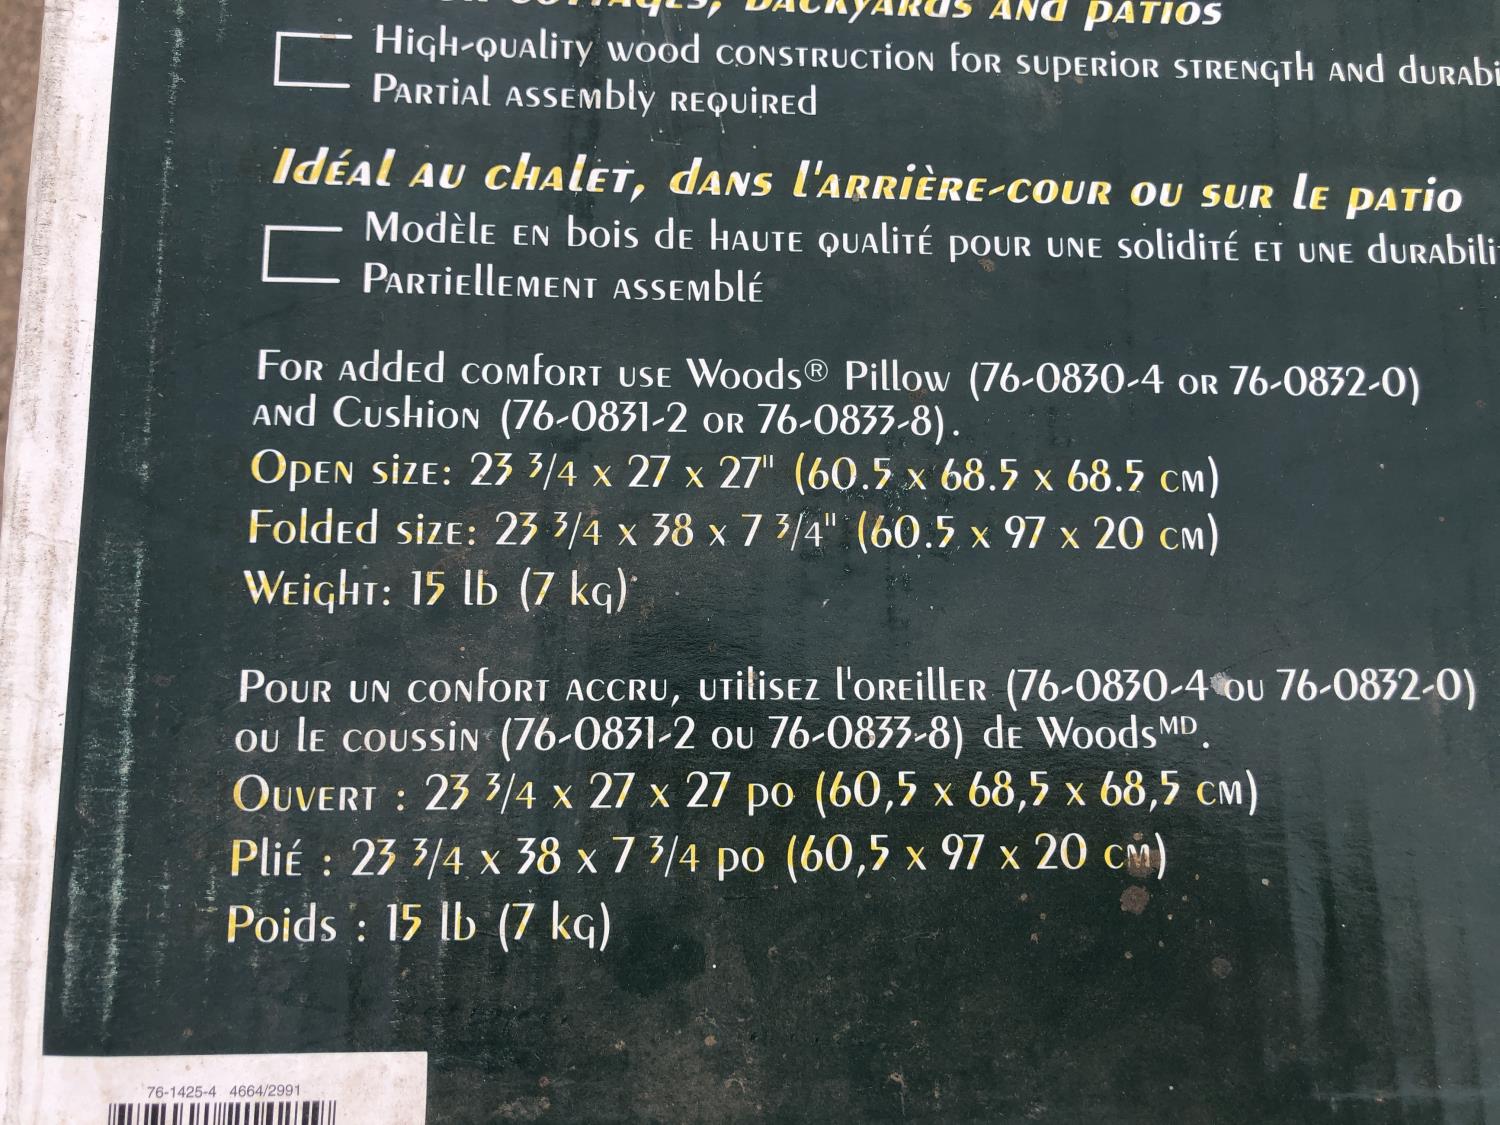 COTTAGES, BACKYARDS AND PATIOS
High-quality wood construction for superior strength and
Partial assembly required
Idéal au chalet, dans l'arrière-cour ou sur le patio
Modèle en bois de haute qualité pour une solidité et une
Partiellement assemblé
For added comfort use Woods® Pillow (76-0830-4 or 76-0832-0)
and Cushion (76-0831-2 or 76-0833-8).
Open size: 23 3/4 x 27 x 27" (60.5 x 68.5 x 68.5 cm)
Folded size: 23 3/4 x 38 x 7 3/4" (60.5 x 97 x 20 cm)
Weight: 15 lb (7 kg)
Pour un confort accru, utilisez l'oreiller (76-0830-4 ou 76-0832-0)
ou le coussin (76-0831-2 ou 76-0833-8) de Woods MD.
Ouvert : 23 3/4 x 27 x 27 po (60,5 x 68,5 x 68,5 cm)
Plié : 23 3/4 x 38 x 7 3/4 po (60,5 x 97 x 20 cm)
Poids : 15 lb (7 kg)
76-1425-4 4664/2991